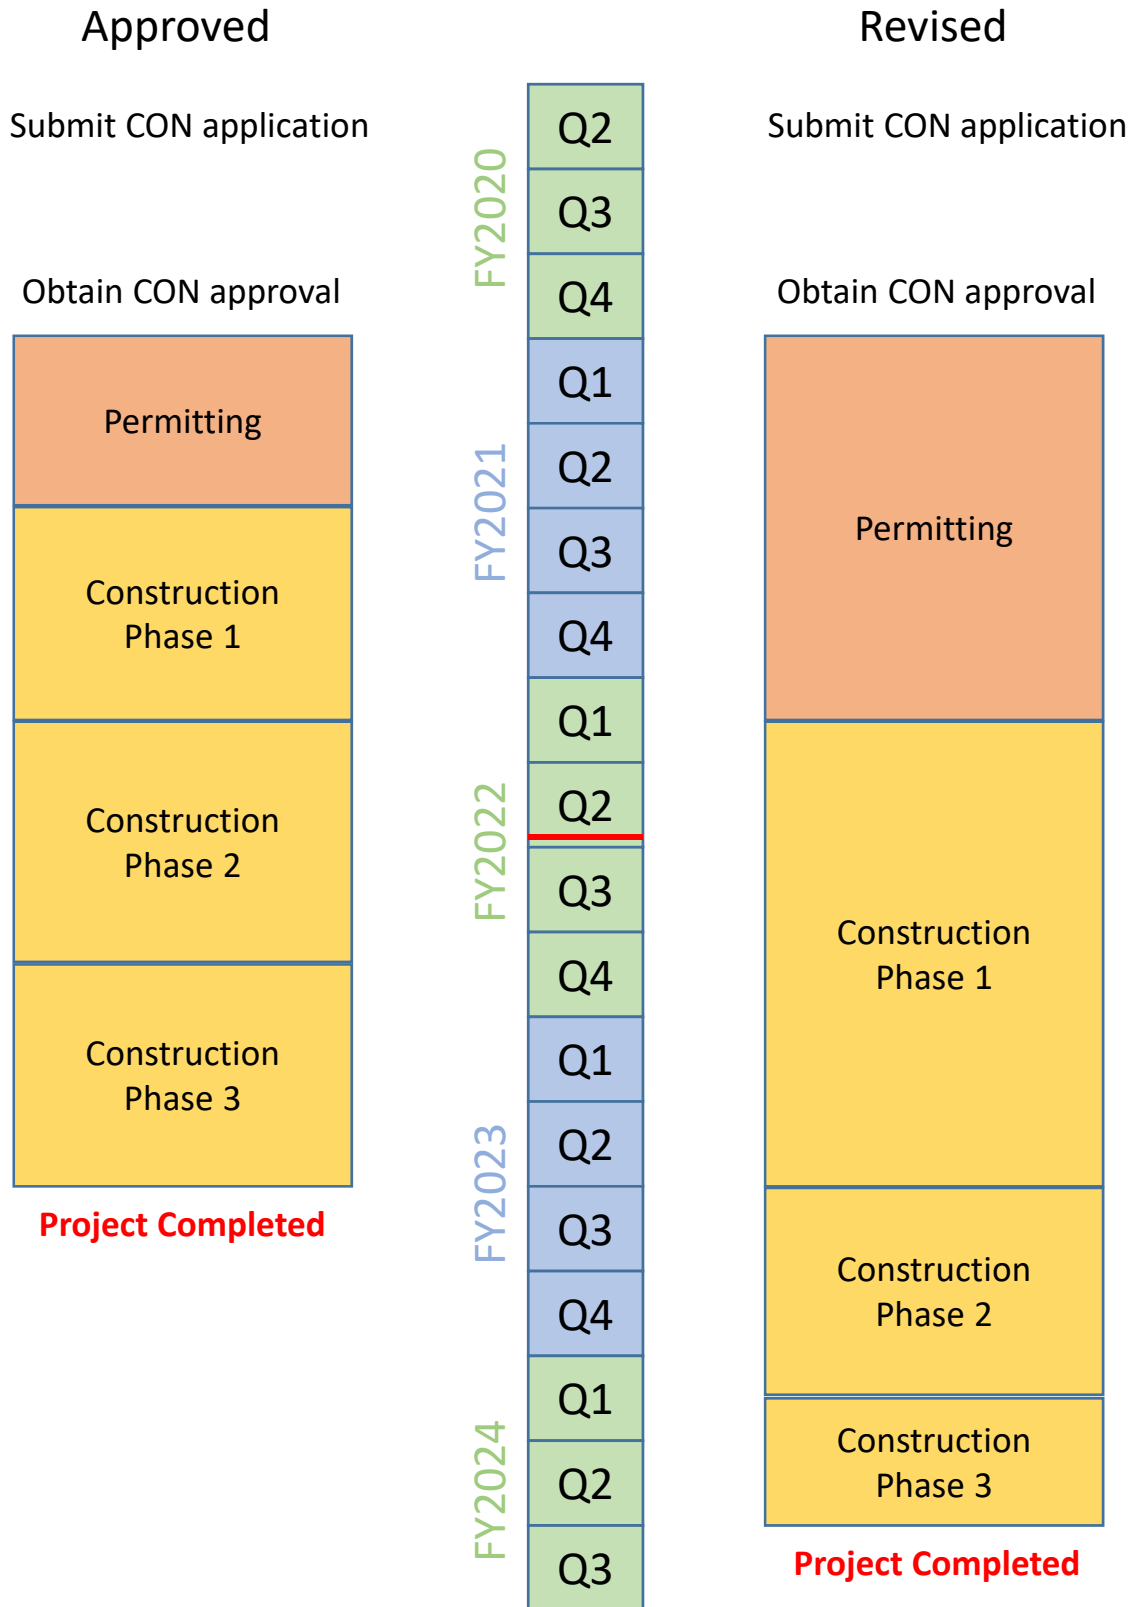 Approved
Submit CON application
Obtain CON approval
Permitting
Construction
Phase 1
Construction
Phase 2
Construction
Phase 3
Project Completed
FY2020
Q2
Q3
Q4
FY2021
Q1
Q2
Q3
Q4
FY2022
Q1
Q2
Q3
Q4
FY2023
Q1
Q2
Q3
Q4
FY2024
Q1
Q2
Q3
Revised
Submit CON application
Obtain CON approval
Permitting
Construction
Phase 1
Construction
Phase 2
Construction
Phase 3
Project Completed